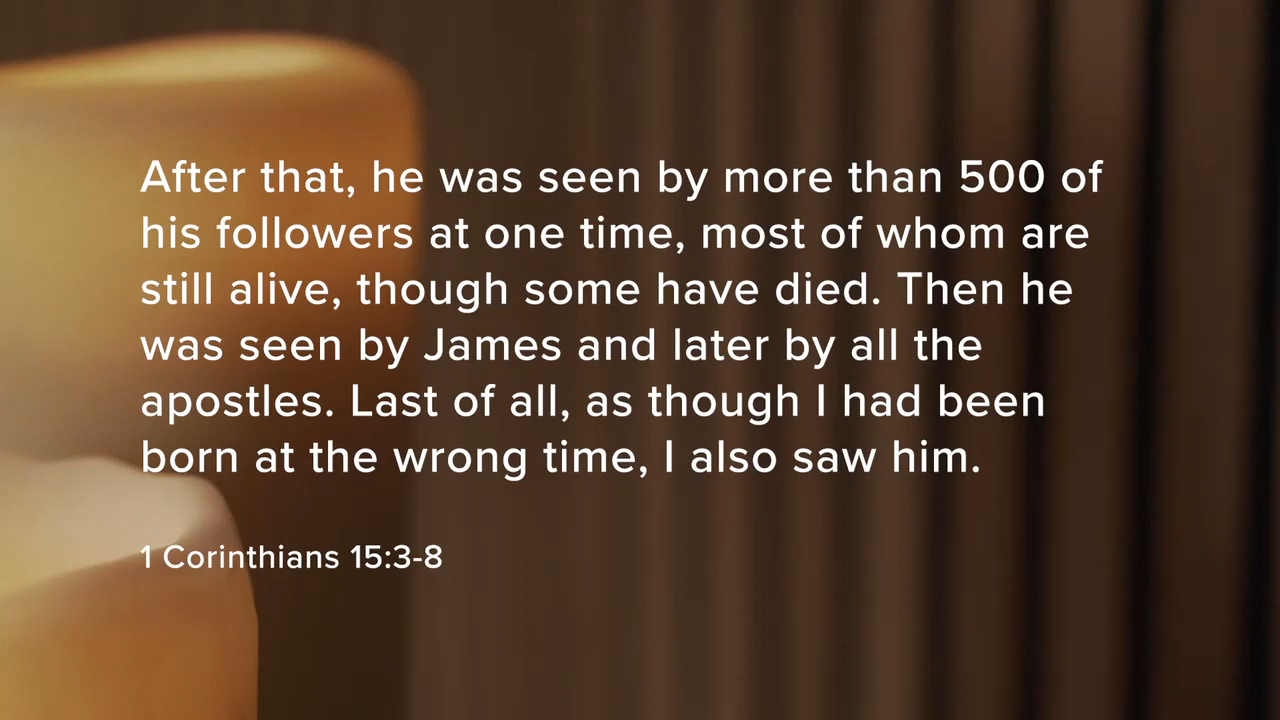 After that, he was seen by more than 500 of
his followers at one time, most of whom are
still alive, though some have died. Then he
was seen by James and later by all the
apostles. Last of all, as though I had been
born at the wrong time, I also saw him.
1 Corinthians 15:3-8